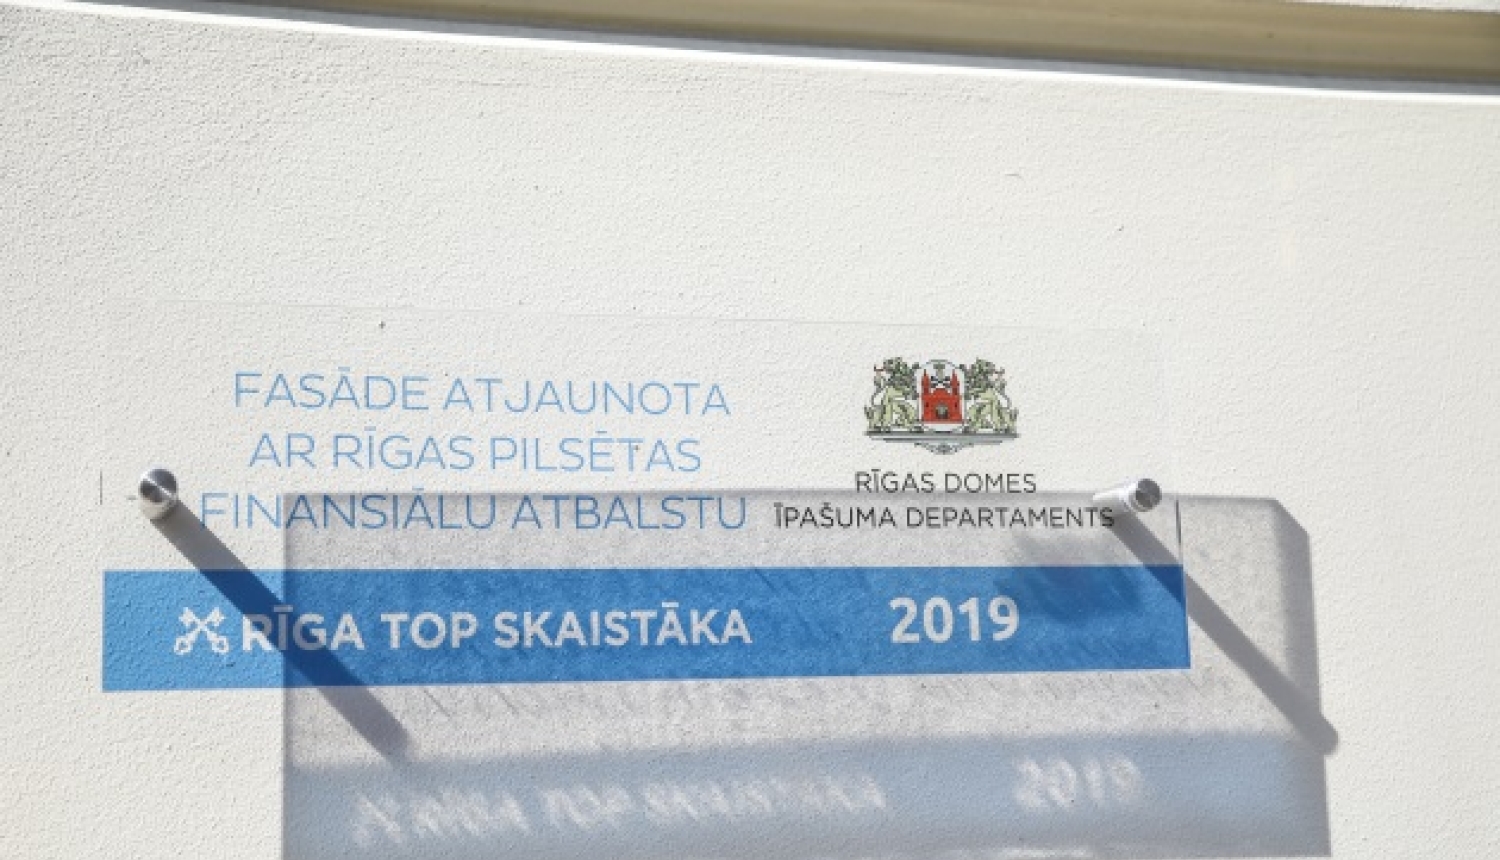 FASĀDE ATJAUNOTA
AR RĪGAS PILSĒTAS
FINANSIĀLU ATBALSTU
RĪGAS DOMES
ĪPAŠUMA DEPARTAMENTS
RĪGA TOP SKAISTĀKA 2019